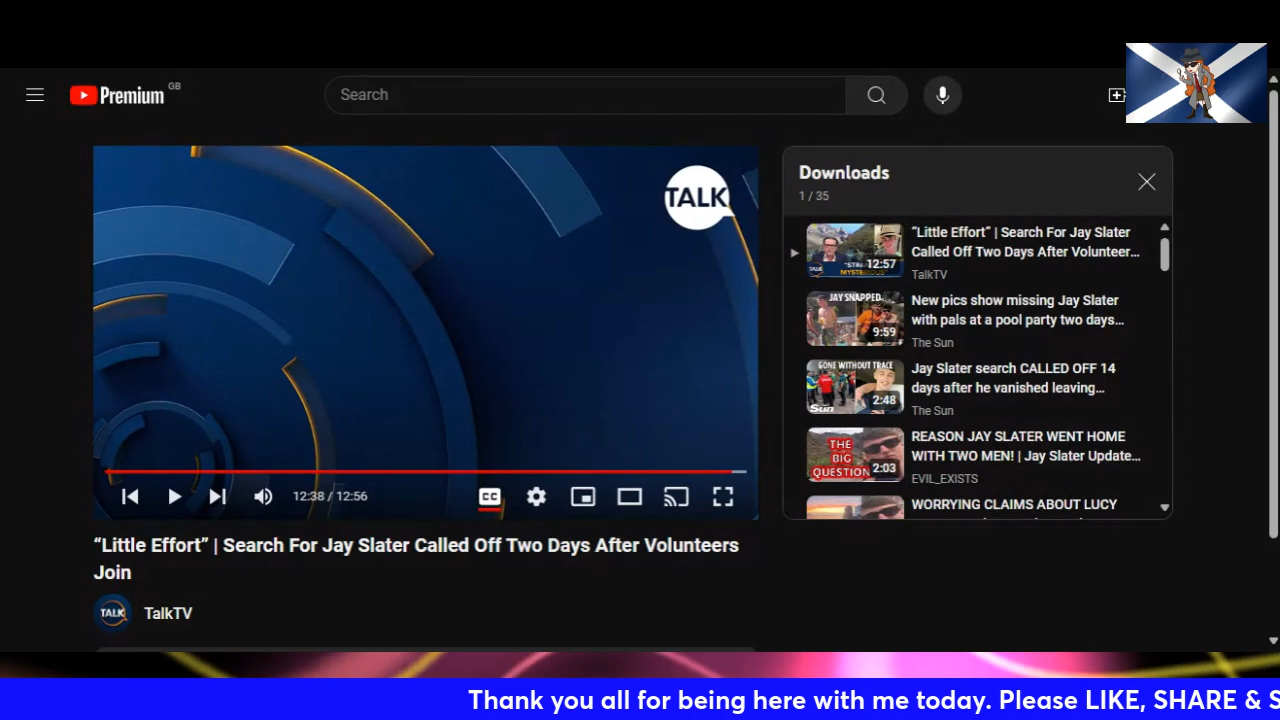 Premium GB
Search
TALK
Downloads
1 / 35
“Little Effort” | Search For Jay Slater
Called Off Two Days After Volunteer...
TalkTV
12:57
TALK
New pics show missing Jay Slater
with pals at a pool party two days...
The Sun
JAY SNAPPED
9:59
Jay Slater search CALLED OFF 14
days after he vanished leaving...
The Sun
GONE WITHOUT TRACE
2:48
Sun
REASON JAY SLATER WENT HOME
WITH TWO MEN! | Jay Slater Update...
EVIL_EXISTS
THE
BIG
QUESTION
2:03
WORRYING CLAIMS ABOUT LUCY
12:38 / 12:56
CC
“Little Effort” | Search For Jay Slater Called Off Two Days After Volunteers
Join
TALK
TalkTV
Thank you all for being here with me today. Please LIKE, SHARE & S